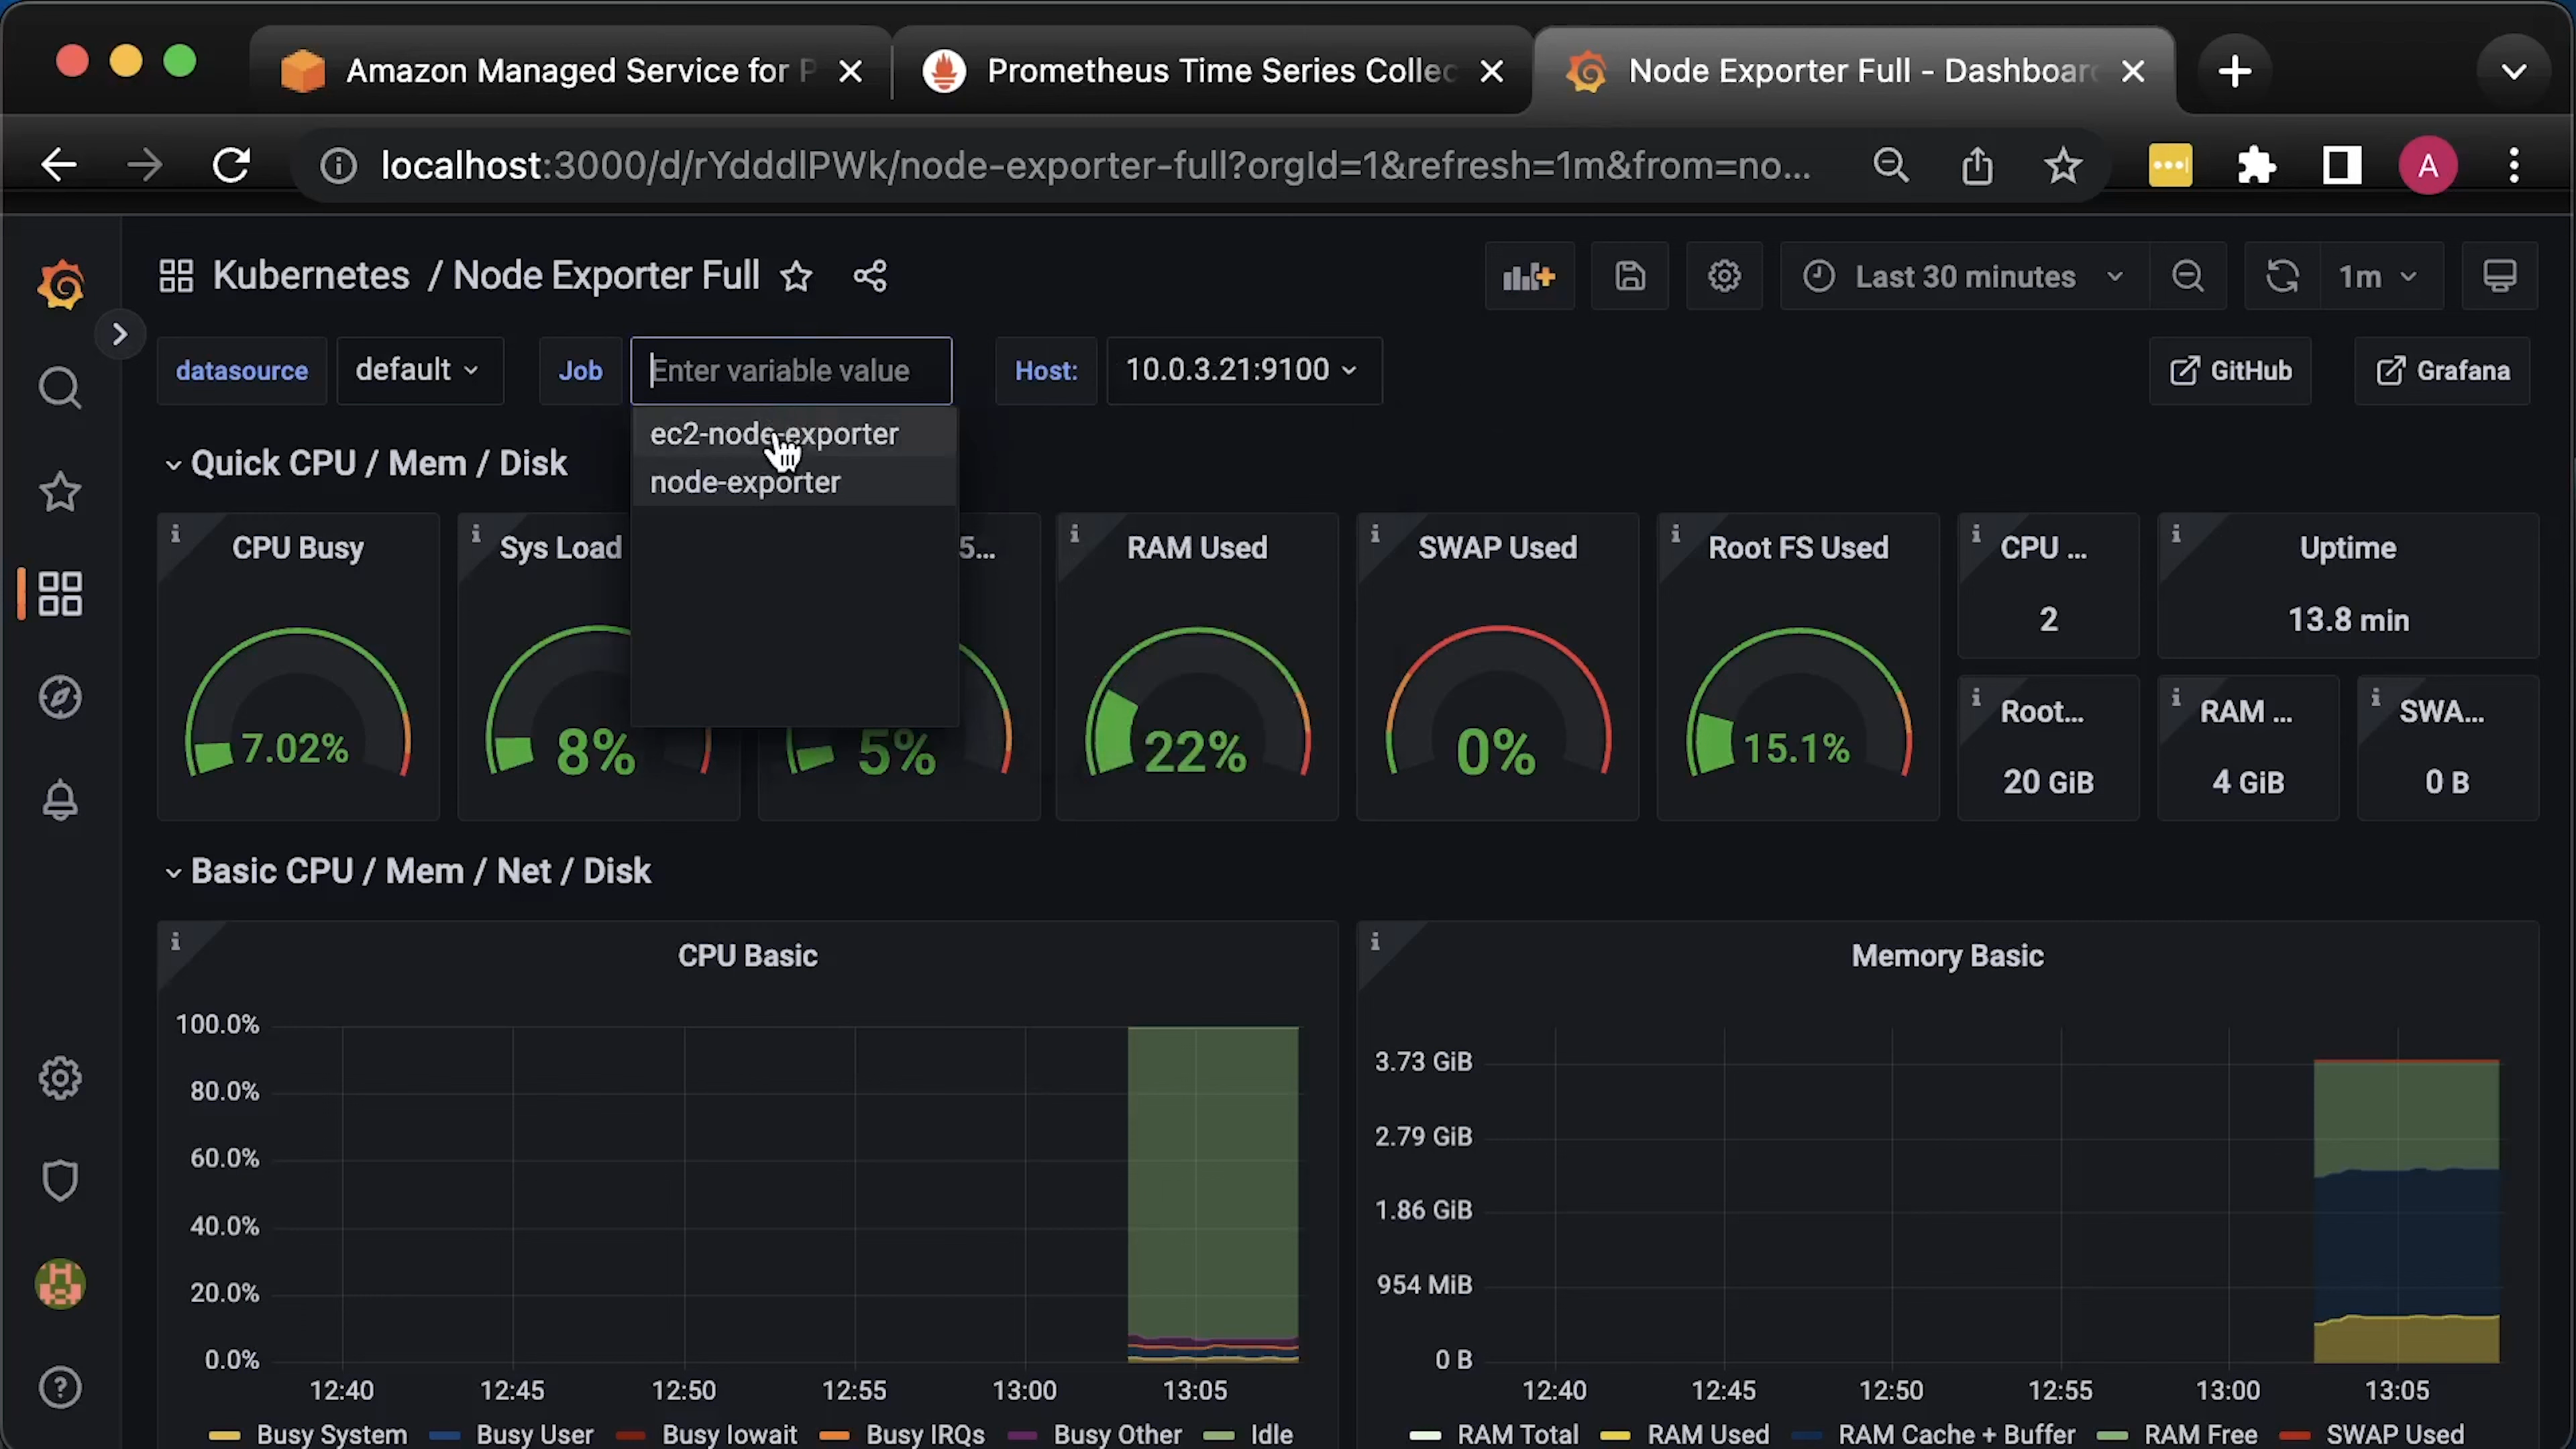 Amazon Managed Service for P
Prometheus Time Series Collec
Node Exporter Full - Dashboard
localhost:3000/d/rYdddlPWk/node-exporter-full?orgId=1&refresh=1m&from=no...
A
Kubernetes / Node Exporter Full
Last 30 minutes
1m
datasource
default
Job
Enter variable value
Host:
10.0.3.21:9100
GitHub
Grafana
ec2-node-exporter
node-exporter
Quick CPU / Mem / Disk
CPU Busy
Sys Load
5...
RAM Used
SWAP Used
Root FS Used
CPU ...
Uptime
2
13.8 min
7.02%
8%
5%
22%
0%
15.1%
Root...
RAM ...
SWA...
20 GiB
4 GiB
0 B
Basic CPU / Mem / Net / Disk
CPU Basic
100.0%
80.0%
60.0%
40.0%
20.0%
0.0%
12:40 12:45 12:50 12:55 13:00 13:05
Busy System Busy User Busy Iowait Busy IRQs Busy Other Idle
Memory Basic
3.73 GiB
2.79 GiB
1.86 GiB
954 MiB
0 B
12:40 12:45 12:50 12:55 13:00 13:05
RAM Total RAM Used RAM Cache + Buffer RAM Free SWAP Used